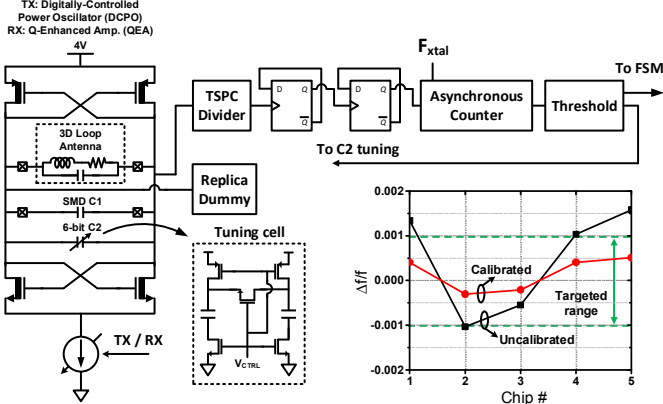 TX: Digitally-Controlled
Power Oscillator (DCPO)
RX: Q-Enhanced Amp. (QEA)
4V
3D Loop
Antenna
SMD C1
6-bit C2
TX / RX
TSPC
Divider
D Q
Q
D Q
Q
F_xtal
Asynchronous
Counter
Threshold
To FSM
To C2 tuning
Replica
Dummy
Tuning cell
V_CTRL
0.002
0.001
0.000
-0.001
-0.002
Δf/f
Calibrated
Uncalibrated
Targeted
range
1 2 3 4 5
Chip #